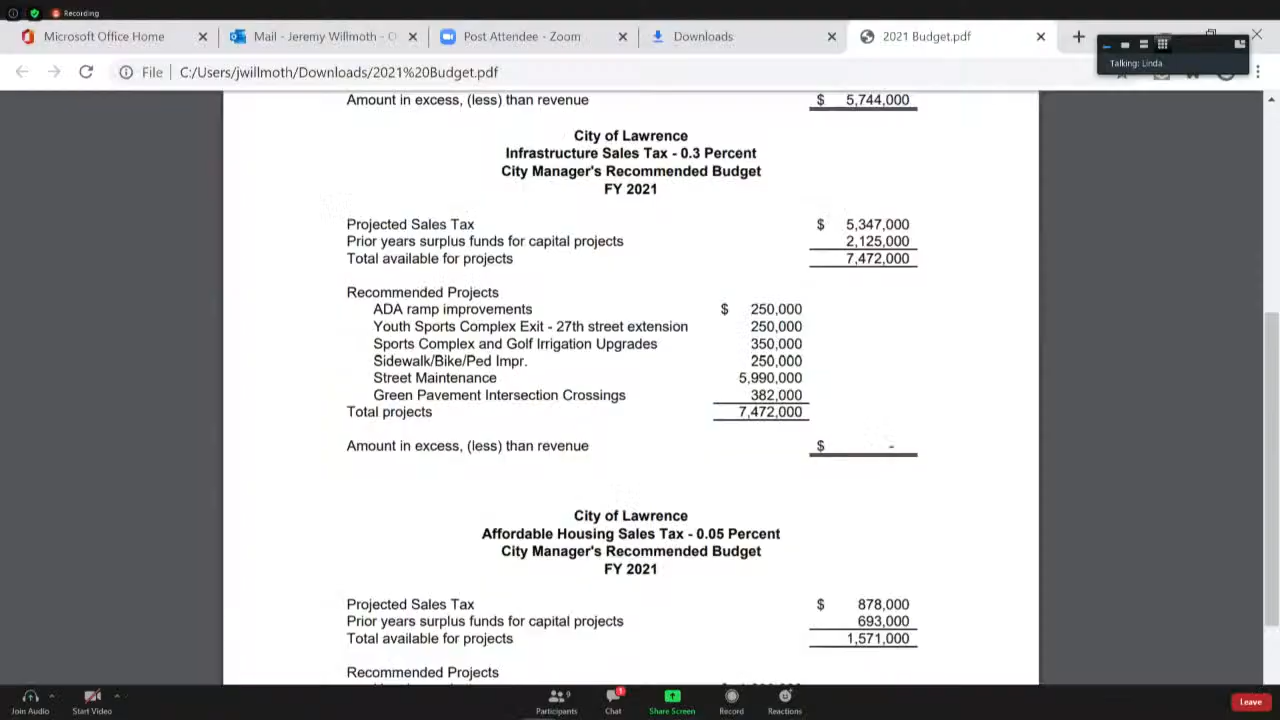 Recording
Microsoft Office Home
Mail - Jeremy Willmoth - O
Post Attendee - Zoom
Downloads
2021 Budget.pdf
Talking: Linda
File | C:/Users/jwillmoth/Downloads/2021%20Budget.pdf
Amount in excess, (less) than revenue $ 5,744,000
City of Lawrence
Infrastructure Sales Tax - 0.3 Percent
City Manager's Recommended Budget
FY 2021
Projected Sales Tax $ 5,347,000
Prior years surplus funds for capital projects 2,125,000
Total available for projects 7,472,000
Recommended Projects
ADA ramp improvements $ 250,000
Youth Sports Complex Exit - 27th street extension 250,000
Sports Complex and Golf Irrigation Upgrades 350,000
Sidewalk/Bike/Ped Impr. 250,000
Street Maintenance 5,990,000
Green Pavement Intersection Crossings 382,000
Total projects 7,472,000
Amount in excess, (less) than revenue $ -
City of Lawrence
Affordable Housing Sales Tax - 0.05 Percent
City Manager's Recommended Budget
FY 2021
Projected Sales Tax $ 878,000
Prior years surplus funds for capital projects 693,000
Total available for projects 1,571,000
Recommended Projects
Join Audio
Start Video
Participants 9
Chat 1
Share Screen
Record
Reactions
Leave